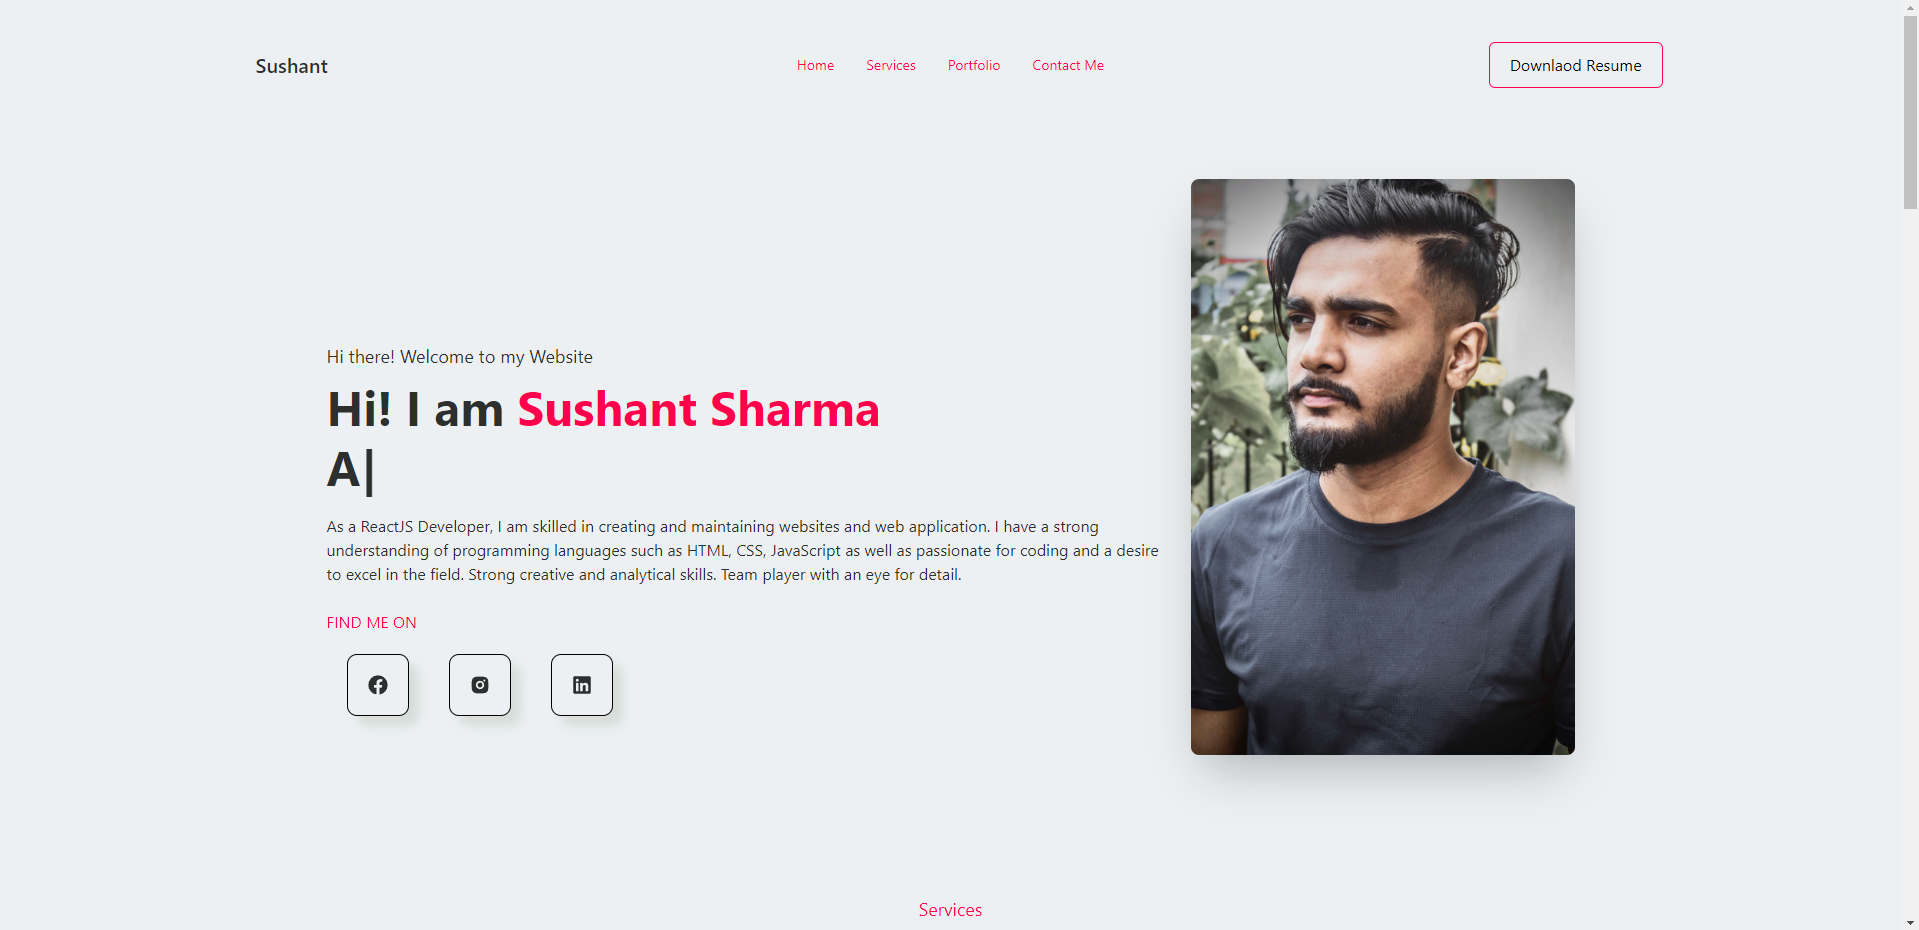 Sushant
Home Services Portfolio Contact Me
Downlaod Resume
Hi there! Welcome to my Website
Hi! I am Sushant Sharma
A|
As a ReactJS Developer, I am skilled in creating and maintaining websites and web application. I have a strong
understanding of programming languages such as HTML, CSS, JavaScript as well as passionate for coding and a desire
to excel in the field. Strong creative and analytical skills. Team player with an eye for detail.
FIND ME ON
in
Services